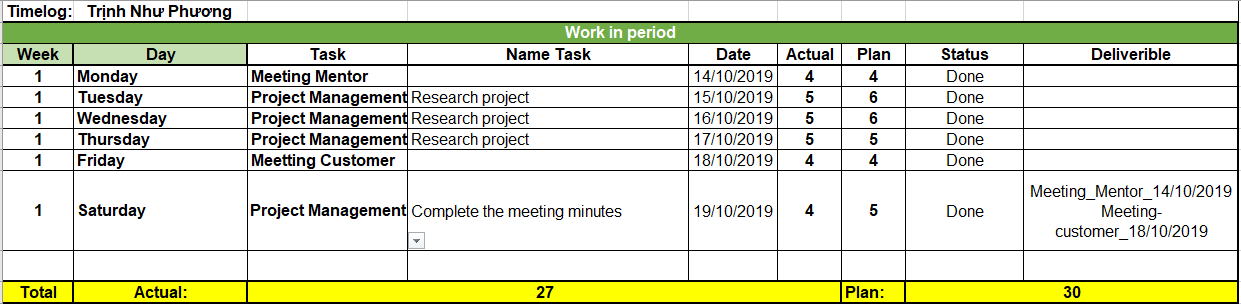 Timelog: Trịnh Như Phương
Work in period
Week Day Task Name Task Date Actual Plan Status Deliverible
1 Monday Meeting Mentor 14/10/2019 4 4 Done
1 Tuesday Project Management Research project 15/10/2019 5 6 Done
1 Wednesday Project Management Research project 16/10/2019 5 6 Done
1 Thursday Project Management Research project 17/10/2019 5 5 Done
1 Friday Meetting Customer 18/10/2019 4 4 Done
1 Saturday Project Management Complete the meeting minutes 19/10/2019 4 5 Done Meeting_Mentor_14/10/2019
Meeting-
customer_18/10/2019
Total Actual: 27 Plan: 30